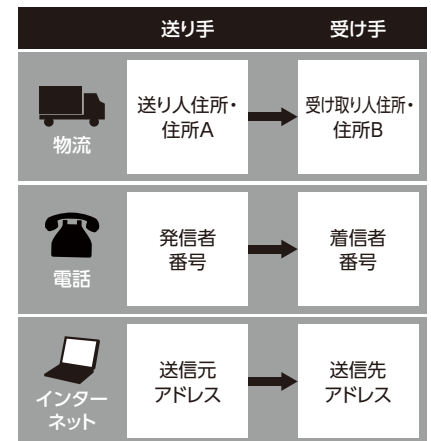 送り手 受け手
物流
送り人住所・
住所A
受け取り人住所・
住所B
電話
発信者
番号
着信者
番号
インター
ネット
送信元
アドレス
送信先
アドレス